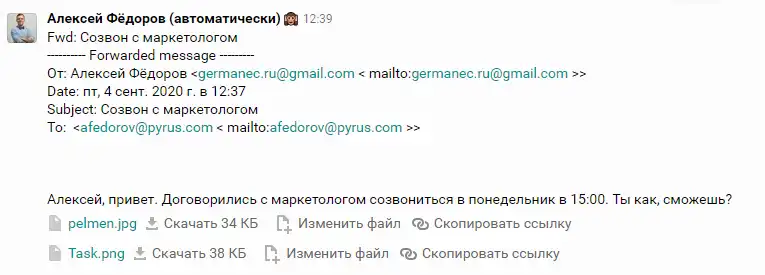 Алексей Фёдоров (автоматически) 12:39
Fwd: Созвон с маркетологом
---------- Forwarded message ---------
От: Алексей Фёдоров <germanec.ru@gmail.com < mailto:germanec.ru@gmail.com >>
Date: пт, 4 сент. 2020 г. в 12:37
Subject: Созвон с маркетологом
To:  <afedorov@pyrus.com < mailto:afedorov@pyrus.com >>
Алексей, привет. Договорились с маркетологом созвониться в понедельник в 15:00. Ты как, сможешь?
pelmen.jpg Скачать 34 КБ Изменить файл Скопировать ссылку
Task.png Скачать 38 КБ Изменить файл Скопировать ссылку